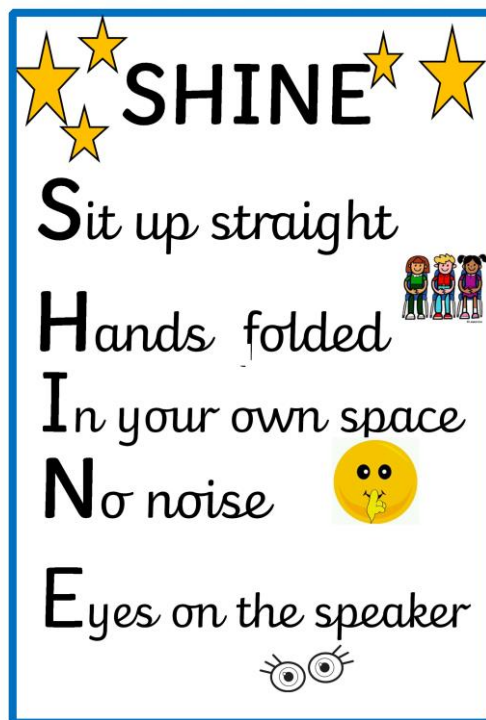 SHINE
Sit up straight
Hands folded
In your own space
No noise
Eyes on the speaker